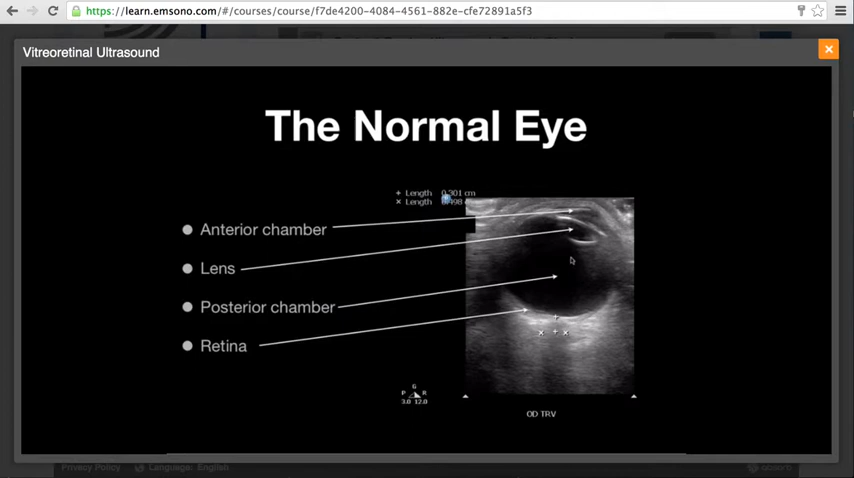 https://learn.emsono.com/#/courses/course/f7de4200-4084-4561-882e-cfe72891a5f3
Vitreoretinal Ultrasound
The Normal Eye
+ Length 0.301 cm
× Length
Anterior chamber
Lens
Posterior chamber
Retina
G
P R
3.0 12.0
OD TRV
Privacy Policy Language: English
absorb